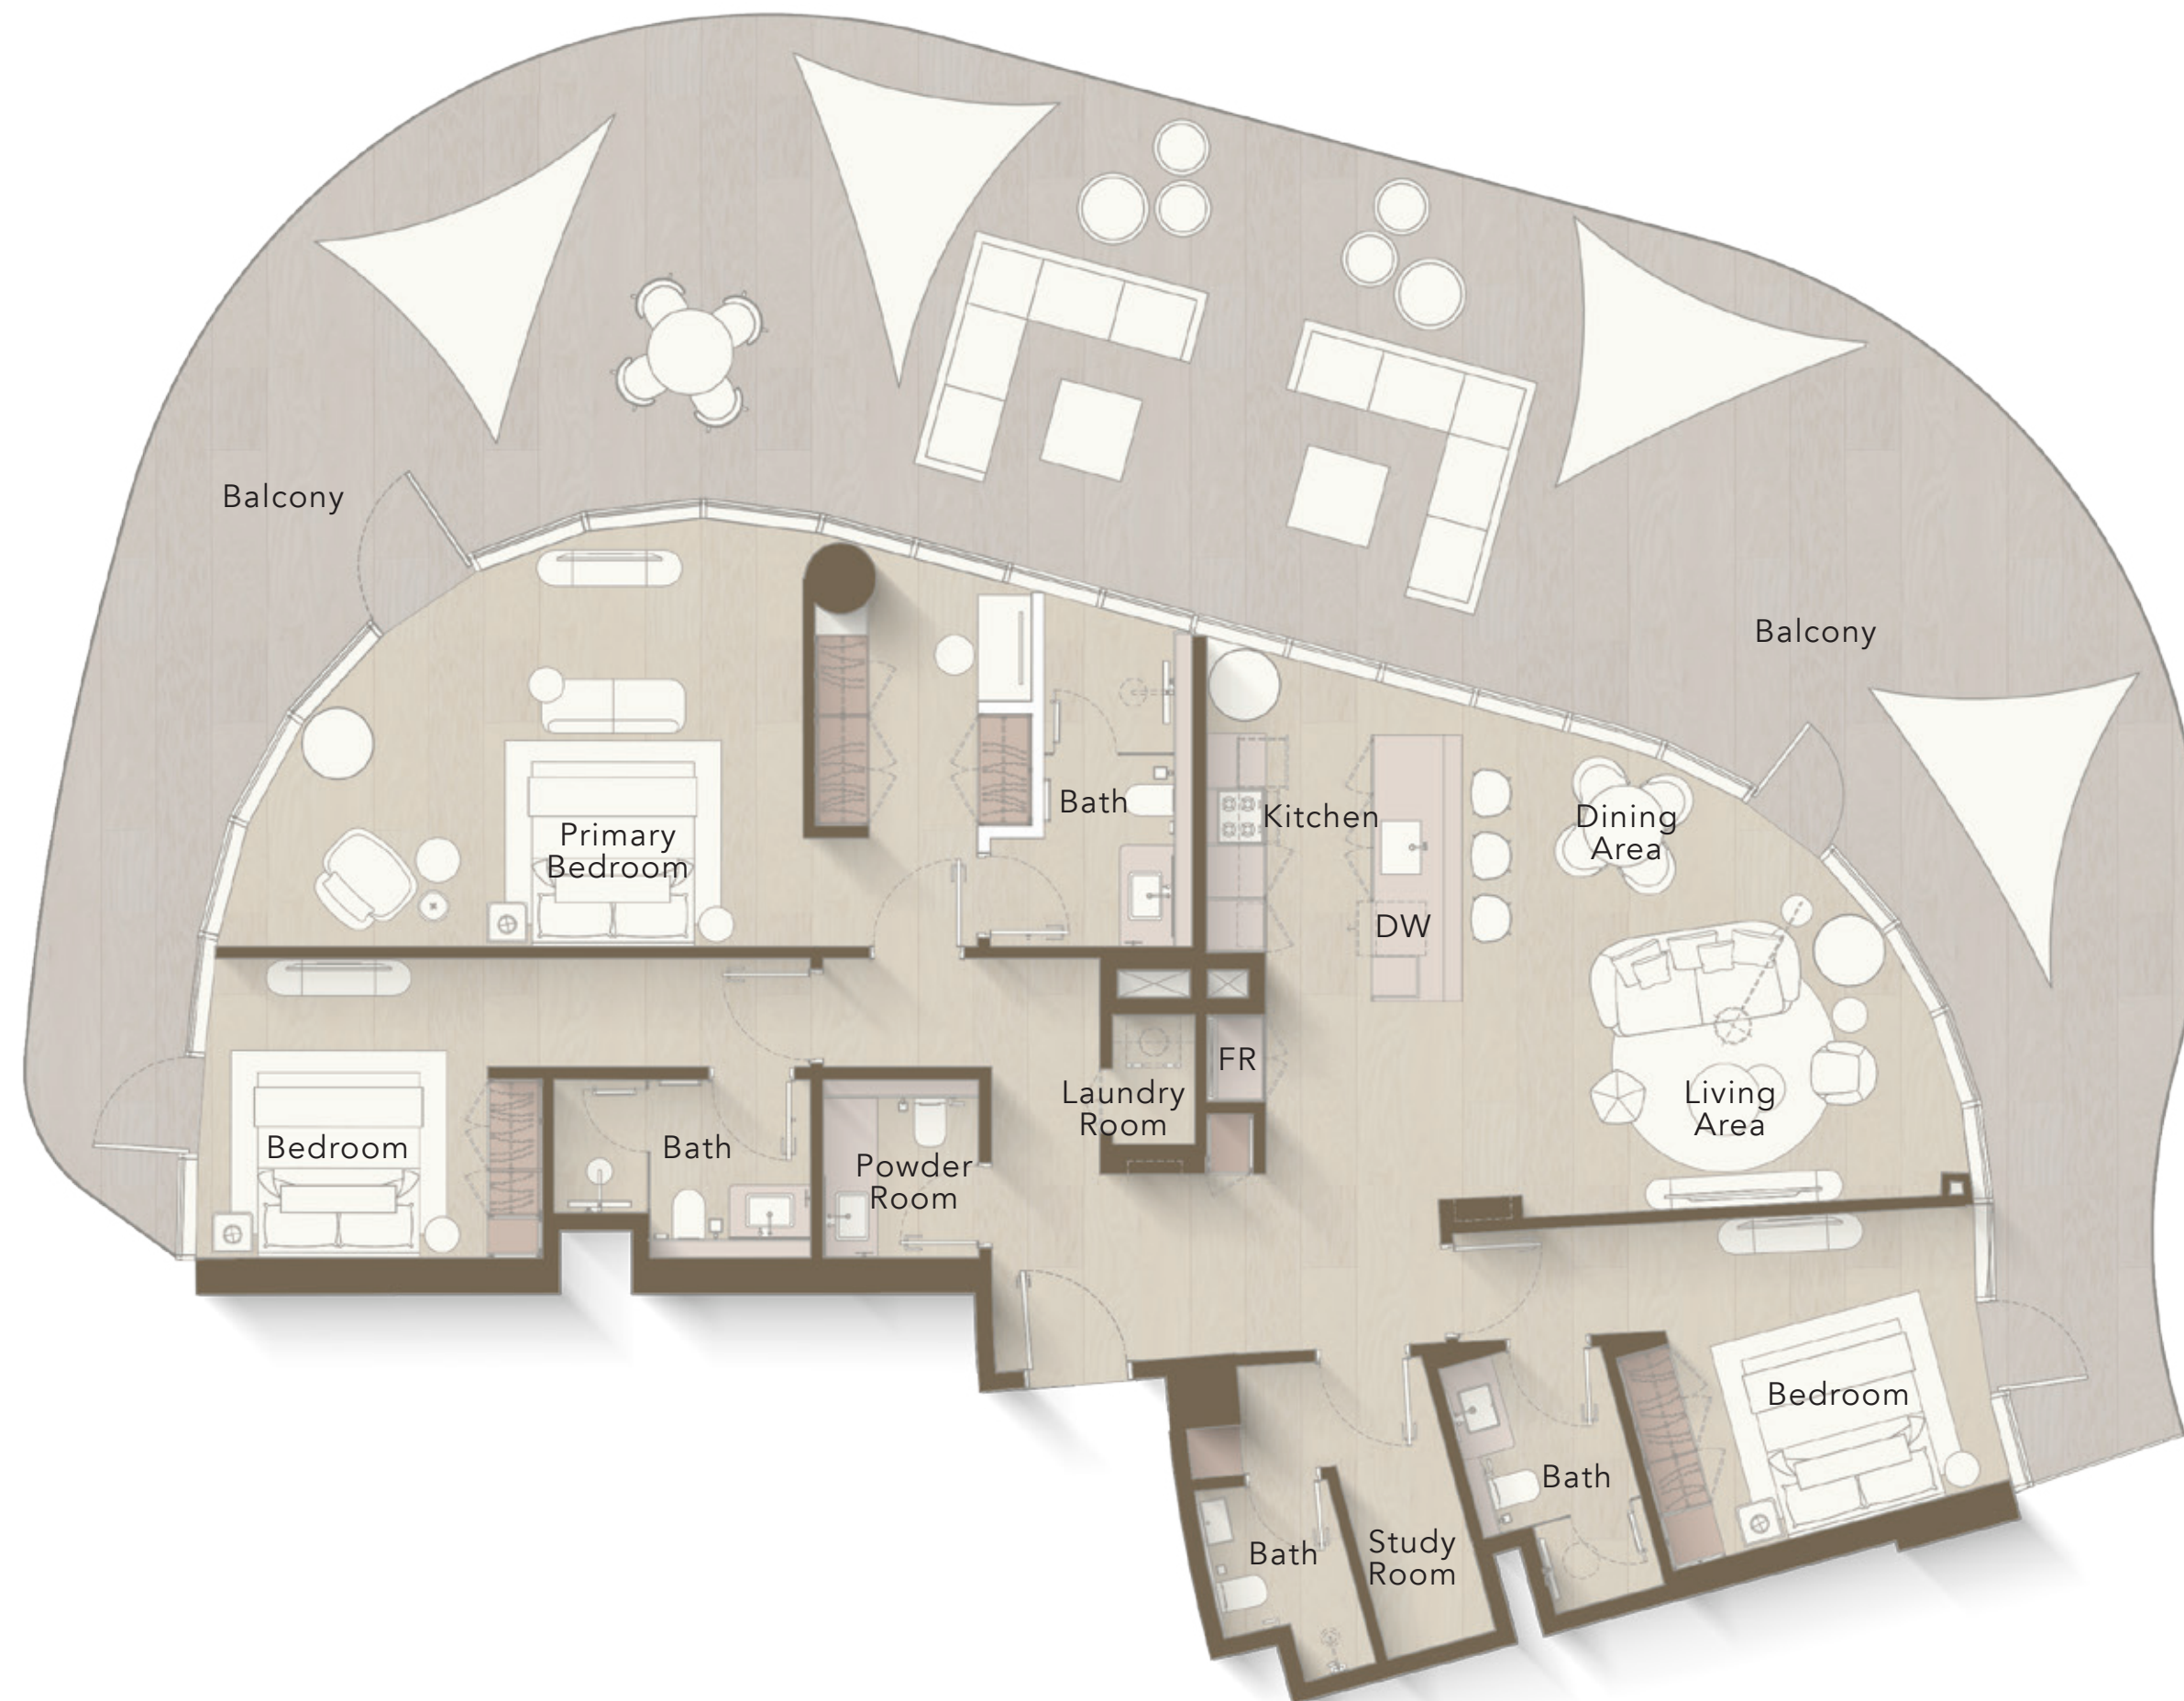 Balcony
Balcony
Primary
Bedroom
Bath
Kitchen
Dining
Area
DW
FR
Laundry
Room
Living
Area
Bedroom
Bath
Powder
Room
Bedroom
Bath
Bath
Study
Room